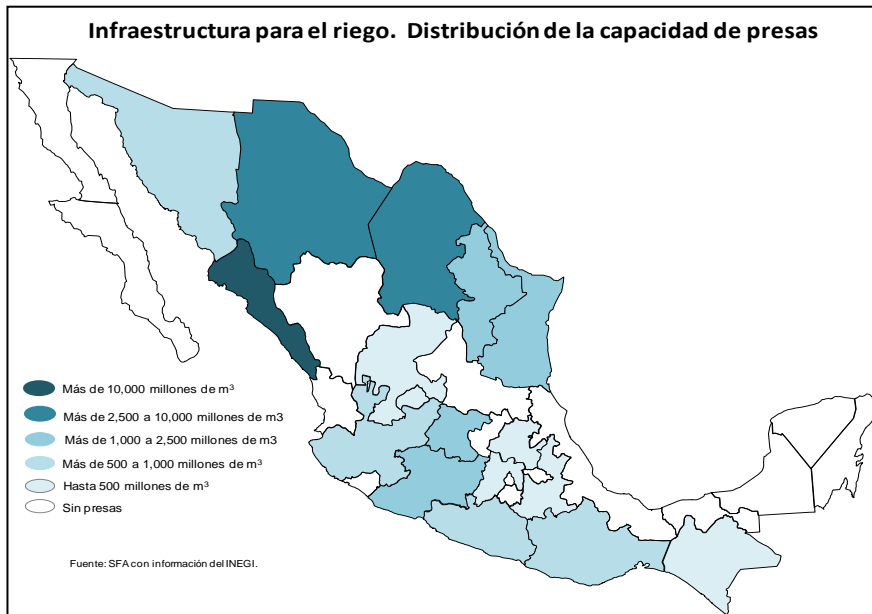 Infraestructura para el riego. Distribución de la capacidad de presas
Más de 10,000 millones de m³
Más de 2,500 a 10,000 millones de m3
Más de 1,000 a 2,500 millones de m3
Más de 500 a 1,000 millones de m³
Hasta 500 millones de m³
Sin presas
Fuente: SFA con información del INEGI.